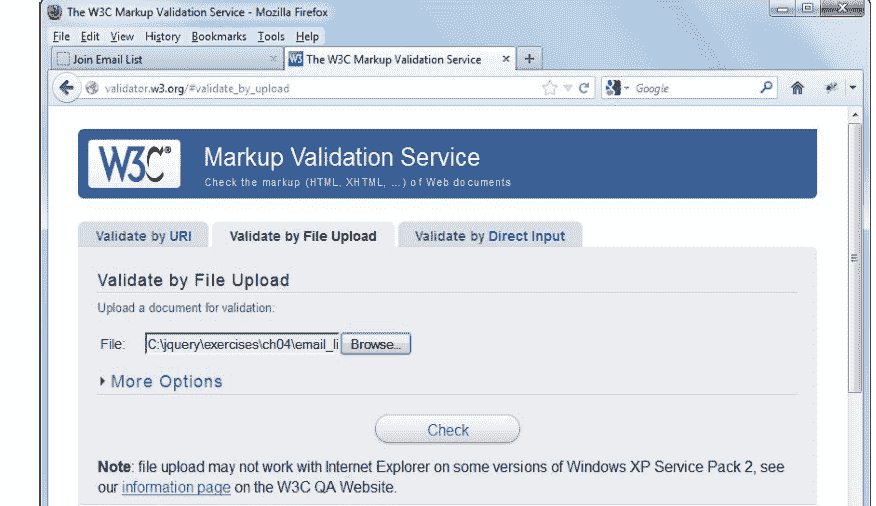 The W3C Markup Validation Service - Mozilla Firefox
File Edit View History Bookmarks Tools Help
Join Email List × The W3C Markup Validation Service × +
validator.w3.org/#validate_by_upload Google
W3C® Markup Validation Service
Check the markup (HTML, XHTML, ...) of Web documents
Validate by URI Validate by File Upload Validate by Direct Input
Validate by File Upload
Upload a document for validation:
File: C:\jquery\exercises\ch04\email_li Browse...
More Options
Check
Note: file upload may not work with Internet Explorer on some versions of Windows XP Service Pack 2, see
our information page on the W3C QA Website.